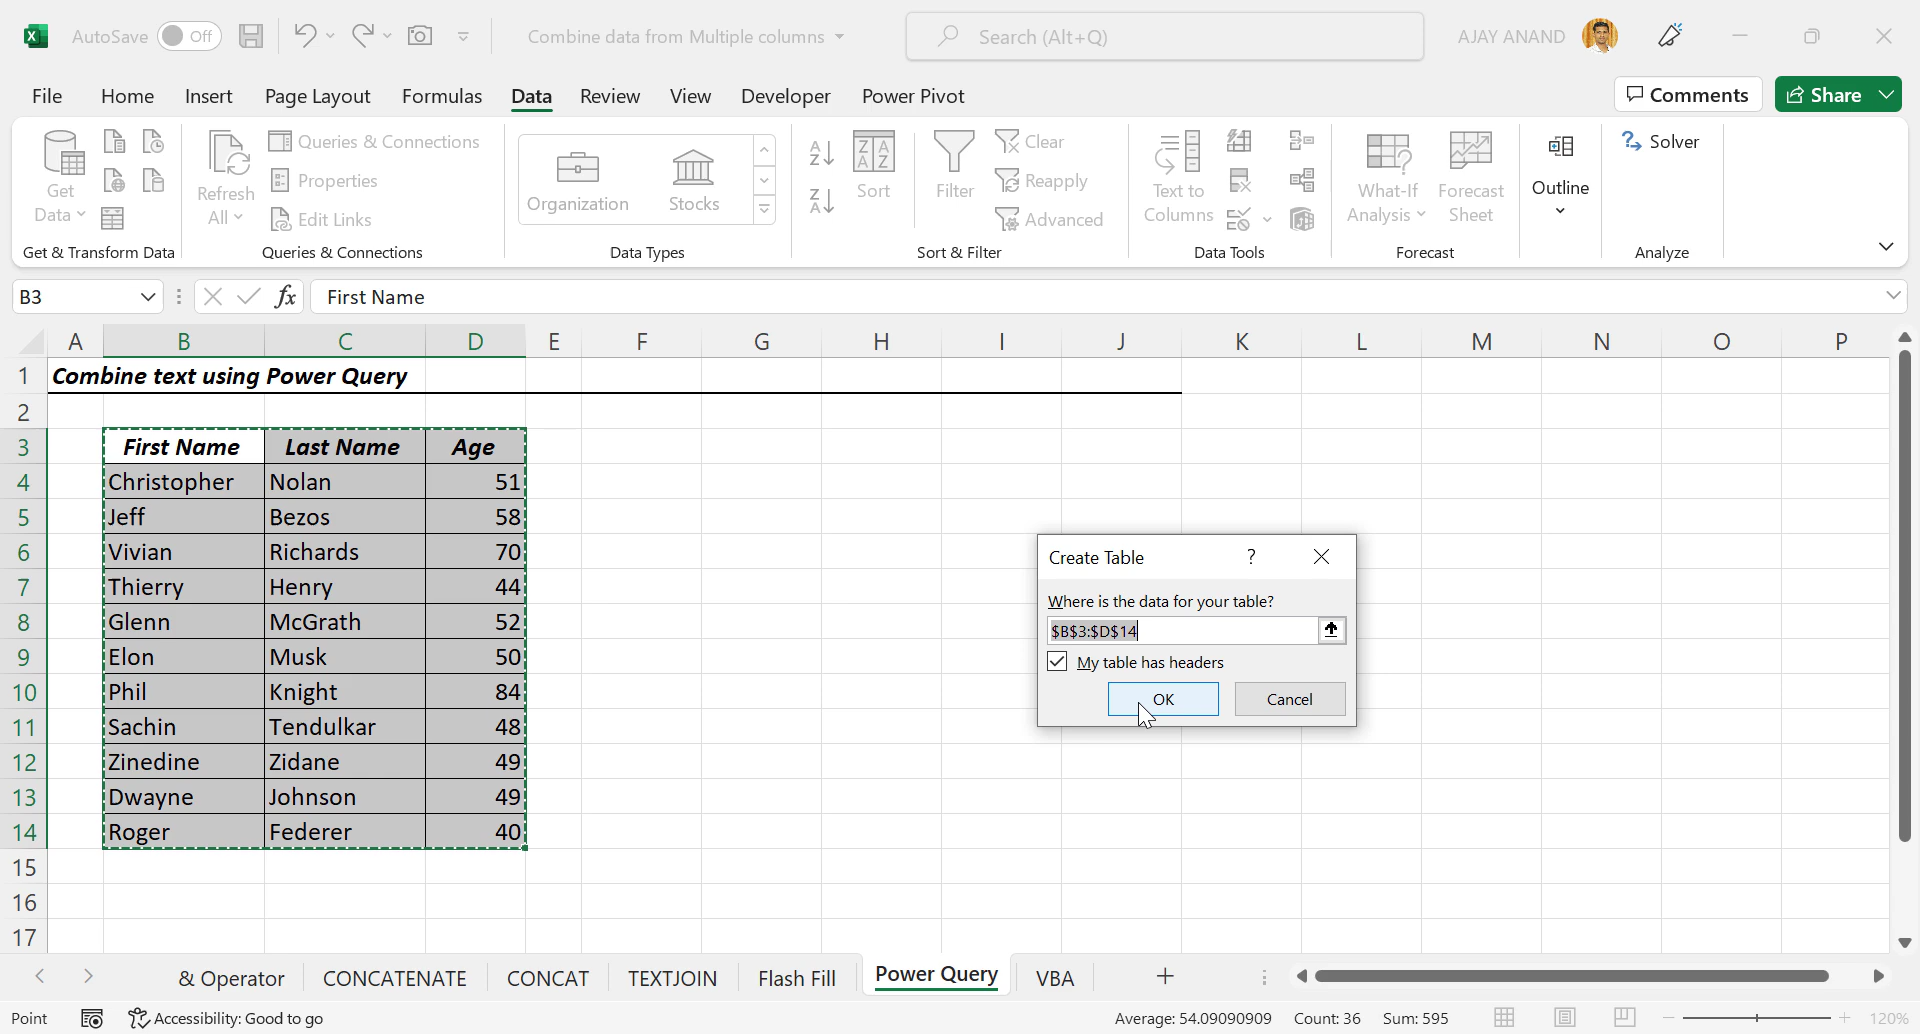 AutoSave Off Combine data from Multiple columns Search (Alt+Q) AJAY ANAND
File Home Insert Page Layout Formulas Data Review View Developer Power Pivot Comments Share
Get Data
Refresh All
Queries & Connections
Properties
Edit Links
Organization Stocks
A Z
Z A
Z A A Z
Sort
Filter
Clear
Reapply
Advanced
Text to Columns
What-If Analysis
Forecast Sheet
Outline
Solver
Get & Transform Data Queries & Connections Data Types Sort & Filter Data Tools Forecast Analyze
B3 fx First Name
A B C D E F G H I J K L M N O P
1 Combine text using Power Query
2
3 First Name Last Name Age
4 Christopher Nolan 51
5 Jeff Bezos 58
6 Vivian Richards 70
7 Thierry Henry 44
8 Glenn McGrath 52
9 Elon Musk 50
10 Phil Knight 84
11 Sachin Tendulkar 48
12 Zinedine Zidane 49
13 Dwayne Johnson 49
14 Roger Federer 40
15
16
17
Create Table ?
Where is the data for your table?
$B$3:$D$14
My table has headers
OK Cancel
& Operator CONCATENATE CONCAT TEXTJOIN Flash Fill Power Query VBA
Point Accessibility: Good to go Average: 54.09090909 Count: 36 Sum: 595 120%